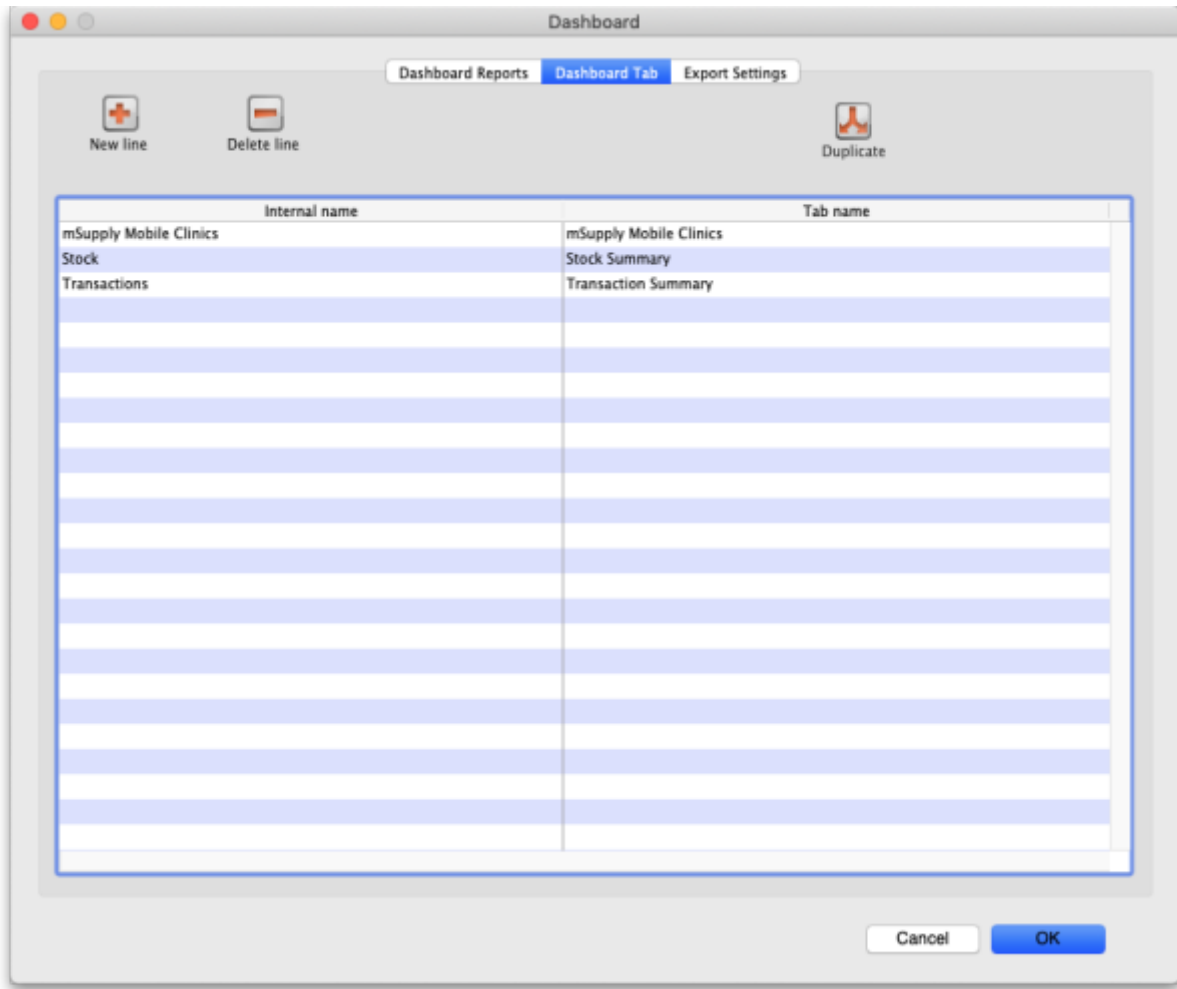 Dashboard
Dashboard Reports Dashboard Tab Export Settings
New line Delete line Duplicate
Internal name Tab name
mSupply Mobile Clinics mSupply Mobile Clinics
Stock Stock Summary
Transactions Transaction Summary
Cancel OK